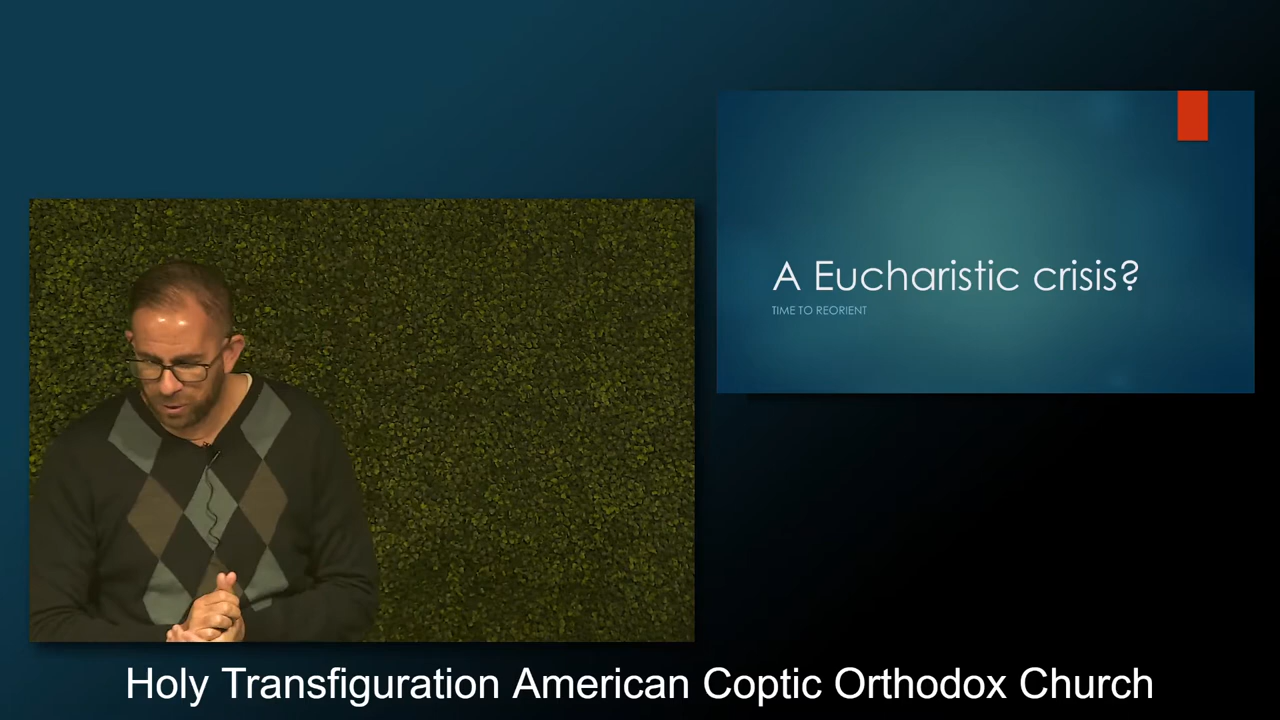 A Eucharistic crisis?
TIME TO REORIENT
Holy Transfiguration American Coptic Orthodox Church